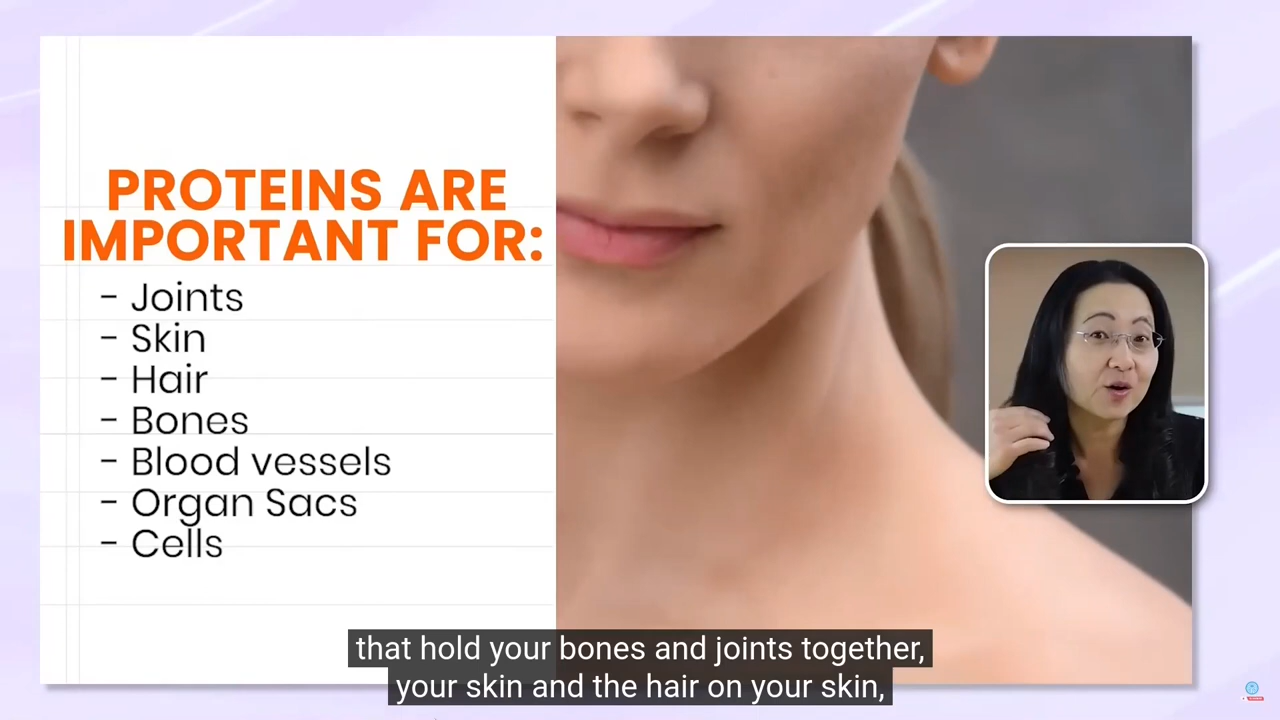 PROTEINS ARE
IMPORTANT FOR:
- Joints
- Skin
- Hair
- Bones
- Blood vessels
- Organ Sacs
- Cells
that hold your bones and joints together,
your skin and the hair on your skin,